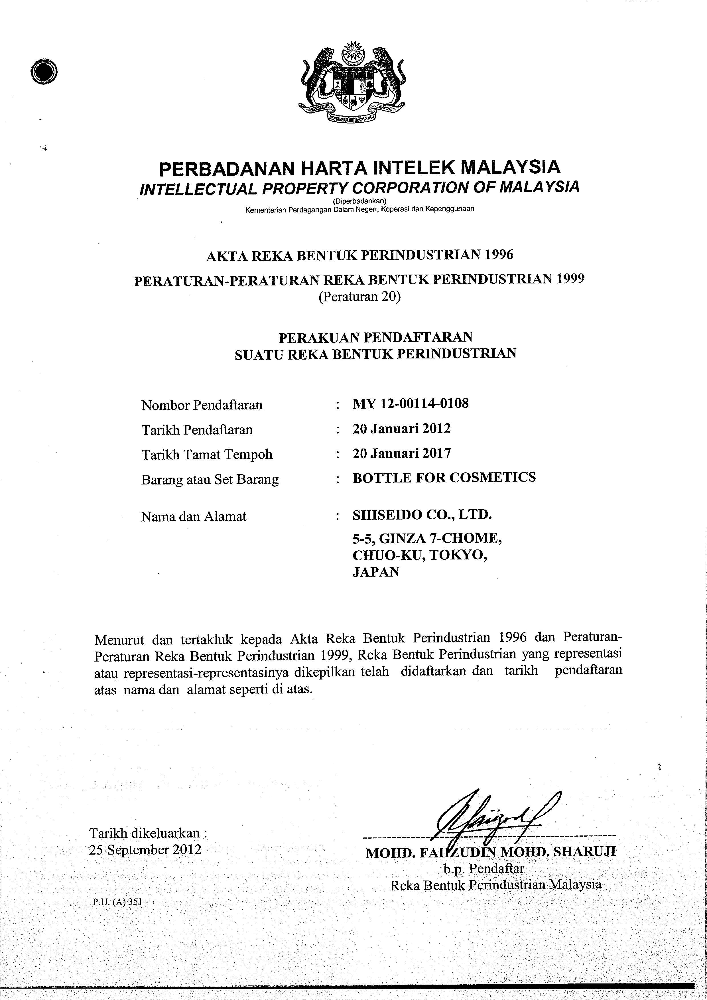 BERSEKUTU
BERTAMBAH MUTU
PERBADANAN HARTA INTELEK MALAYSIA
INTELLECTUAL PROPERTY CORPORATION OF MALAYSIA
(Diperbadankan)
Kementerian Perdagangan Dalam Negeri, Koperasi dan Kepenggunaan
AKTA REKA BENTUK PERINDUSTRIAN 1996
PERATURAN-PERATURAN REKA BENTUK PERINDUSTRIAN 1999
(Peraturan 20)
PERAKUAN PENDAFTARAN
SUATU REKA BENTUK PERINDUSTRIAN
Nombor Pendaftaran : MY 12-00114-0108
Tarikh Pendaftaran : 20 Januari 2012
Tarikh Tamat Tempoh : 20 Januari 2017
Barang atau Set Barang : BOTTLE FOR COSMETICS
Nama dan Alamat : SHISEIDO CO., LTD.
5-5, GINZA 7-CHOME,
CHUO-KU, TOKYO,
JAPAN
Menurut dan tertakluk kepada Akta Reka Bentuk Perindustrian 1996 dan Peraturan-
Peraturan Reka Bentuk Perindustrian 1999, Reka Bentuk Perindustrian yang representasi
atau representasi-representasinya dikepilkan telah didaftarkan dan tarikh pendaftaran
atas nama dan alamat seperti di atas.
Tarikh dikeluarkan :
25 September 2012
MOHD. FAIIZUDIN MOHD. SHARUJI
b.p. Pendaftar
Reka Bentuk Perindustrian Malaysia
P.U. (A) 351